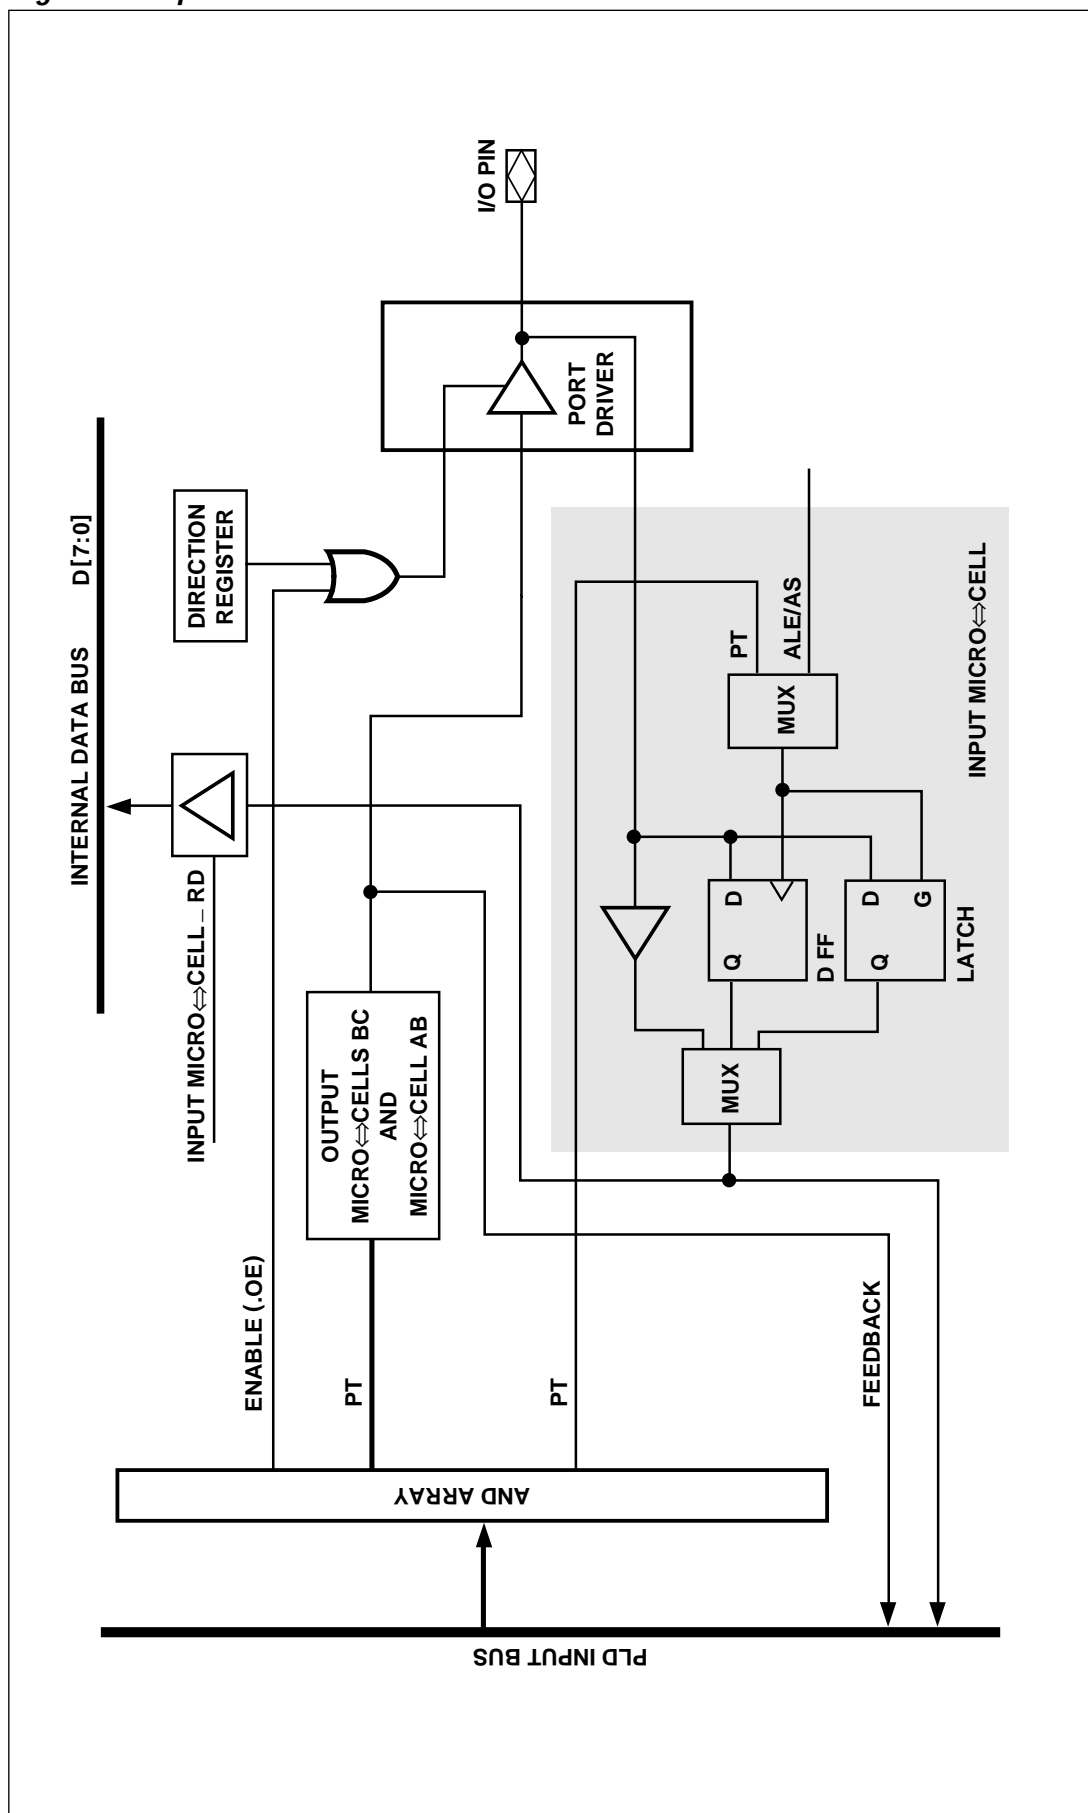 INTERNAL DATA BUS D[7:0]
INPUT MICRO⇔CELL_RD
DIRECTION
REGISTER
I/O PIN
ENABLE (.OE)
OUTPUT
MICRO⇔CELLS BC
AND
MICRO⇔CELL AB
PT
PORT
DRIVER
PT
AND ARRAY
PLD INPUT BUS
FEEDBACK
MUX
Q
D
D FF
Q
D
G
LATCH
MUX
PT
ALE/AS
INPUT MICRO⇔CELL